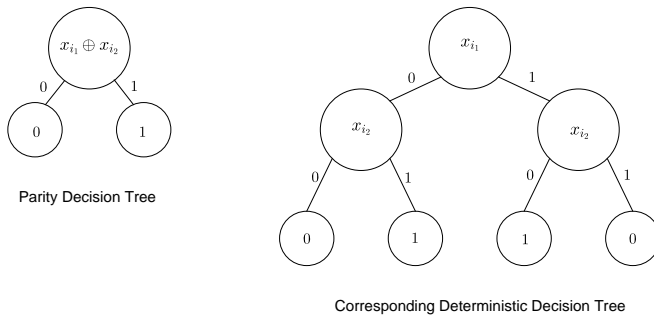 x_{i_1} ⊕ x_{i_2}
0 1
0 1
Parity Decision Tree
x_{i_1}
0 1
x_{i_2} x_{i_2}
0 1 0 1
0 1 1 0
Corresponding Deterministic Decision Tree